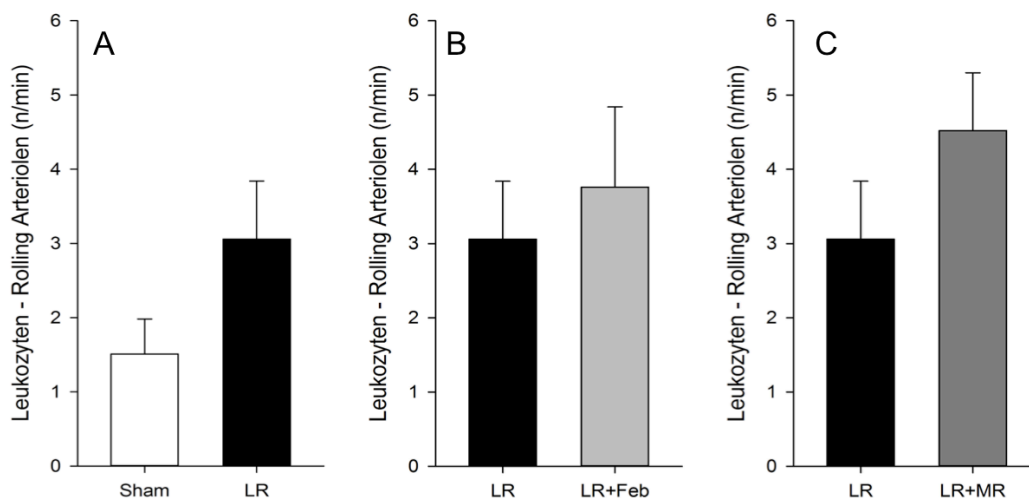 A
Leukozyten - Rolling Arteriolen (n/min)
6
5
4
3
2
1
0
Sham
LR
B
Leukozyten - Rolling Arteriolen (n/min)
6
5
4
3
2
1
0
LR
LR+Feb
C
Leukozyten - Rolling Arteriolen (n/min)
6
5
4
3
2
1
0
LR
LR+MR